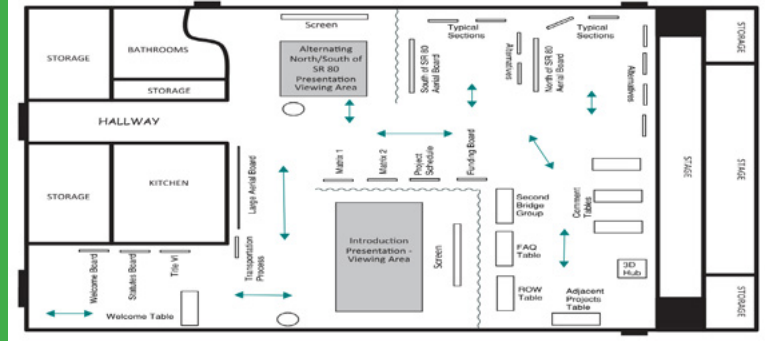 Screen
Typical
Sections
Typical
Sections
STORAGE
BATHROOMS
STORAGE
STORAGE
Alternating
North/South of
SR 80
Presentation
Viewing Area
South of SR 80
Aerial Board
Alternatives
North of SR 80
Aerial Board
Alternatives
HALLWAY
STORAGE
KITCHEN
Large Aerial Board
Matrix 1
Matrix 2
Project
Schedule
Funding Board
STAGE
STAGE
Introduction
Presentation -
Viewing Area
Screen
Second
Bridge
Group
Comment
Tables
FAQ
Table
3D
Hub
Welcome Board
Statutes Board
Title VI
Transportation
Process
Welcome Table
ROW
Table
Adjacent
Projects
Table
STORAGE